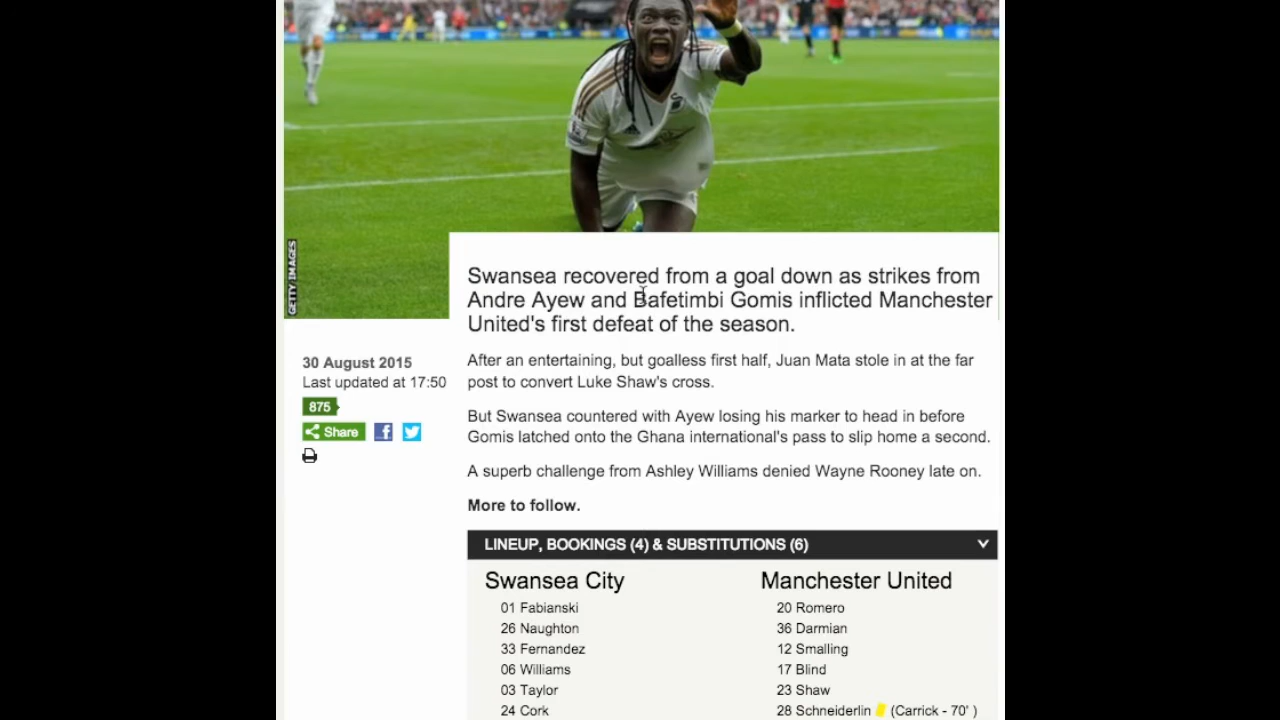 GETTY IMAGES
Swansea recovered from a goal down as strikes from
Andre Ayew and Bafetimbi Gomis inflicted Manchester
United's first defeat of the season.
30 August 2015
Last updated at 17:50
875
Share
After an entertaining, but goalless first half, Juan Mata stole in at the far
post to convert Luke Shaw's cross.
But Swansea countered with Ayew losing his marker to head in before
Gomis latched onto the Ghana international's pass to slip home a second.
A superb challenge from Ashley Williams denied Wayne Rooney late on.
More to follow.
LINEUP, BOOKINGS (4) & SUBSTITUTIONS (6)
Swansea City
01 Fabianski
26 Naughton
33 Fernandez
06 Williams
03 Taylor
24 Cork
Manchester United
20 Romero
36 Darmian
12 Smalling
17 Blind
23 Shaw
28 Schneiderlin (Carrick - 70' )